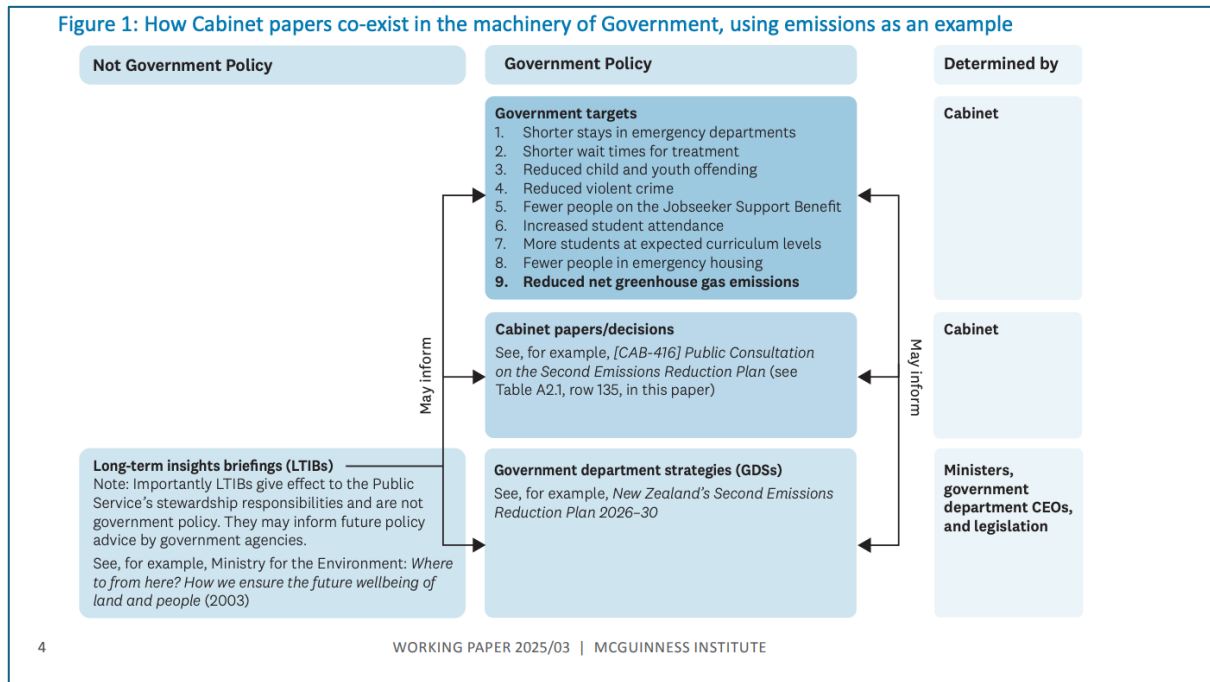 Figure 1: How Cabinet papers co-exist in the machinery of Government, using emissions as an example
Not Government Policy
Government Policy
Determined by
Government targets
1. Shorter stays in emergency departments
2. Shorter wait times for treatment
3. Reduced child and youth offending
4. Reduced violent crime
5. Fewer people on the Jobseeker Support Benefit
6. Increased student attendance
7. More students at expected curriculum levels
8. Fewer people in emergency housing
9. Reduced net greenhouse gas emissions
Cabinet
May inform
Cabinet papers/decisions
See, for example, [CAB-416] Public Consultation
on the Second Emissions Reduction Plan (see
Table A2.1, row 135, in this paper)
May inform
Cabinet
Long-term insights briefings (LTIBs)
Note: Importantly LTIBs give effect to the Public
Service's stewardship responsibilities and are not
government policy. They may inform future policy
advice by government agencies.
See, for example, Ministry for the Environment: Where
to from here? How we ensure the future wellbeing of
land and people (2003)
Government department strategies (GDSs)
See, for example, New Zealand's Second Emissions
Reduction Plan 2026–30
Ministers,
government
department CEOs,
and legislation
4
WORKING PAPER 2025/03 | MCGUINNESS INSTITUTE